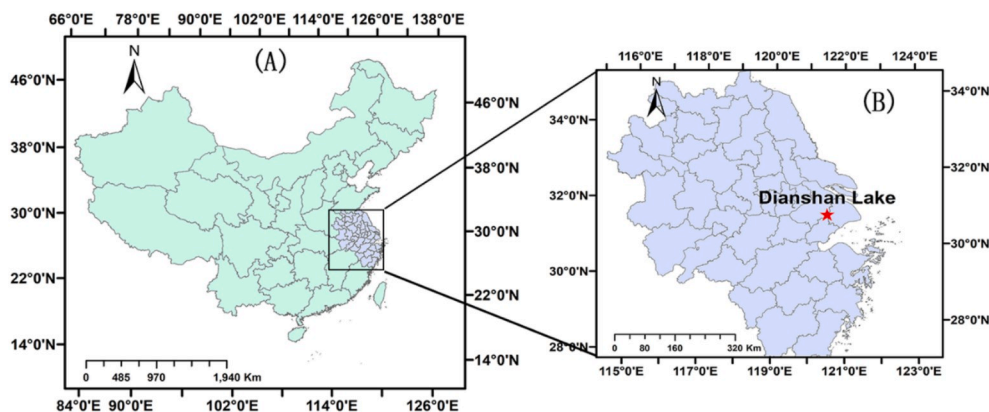 66°0'E 78°0'E 90°0'E 102°0'E 114°0'E 126°0'E 138°0'E
N
(A)
46°0'N
38°0'N
30°0'N
22°0'N
14°0'N
46°0'N
38°0'N
30°0'N
22°0'N
14°0'N
0 485 970 1,940 Km
84°0'E 90°0'E 102°0'E 114°0'E 126°0'E
116°0'E 118°0'E 120°0'E 122°0'E 124°0'E
N
(B)
34°0'N
32°0'N
30°0'N
28°0'N
34°0'N
32°0'N
30°0'N
28°0'N
Dianshan Lake
0 80 160 320 Km
115°0'E 117°0'E 119°0'E 121°0'E 123°0'E